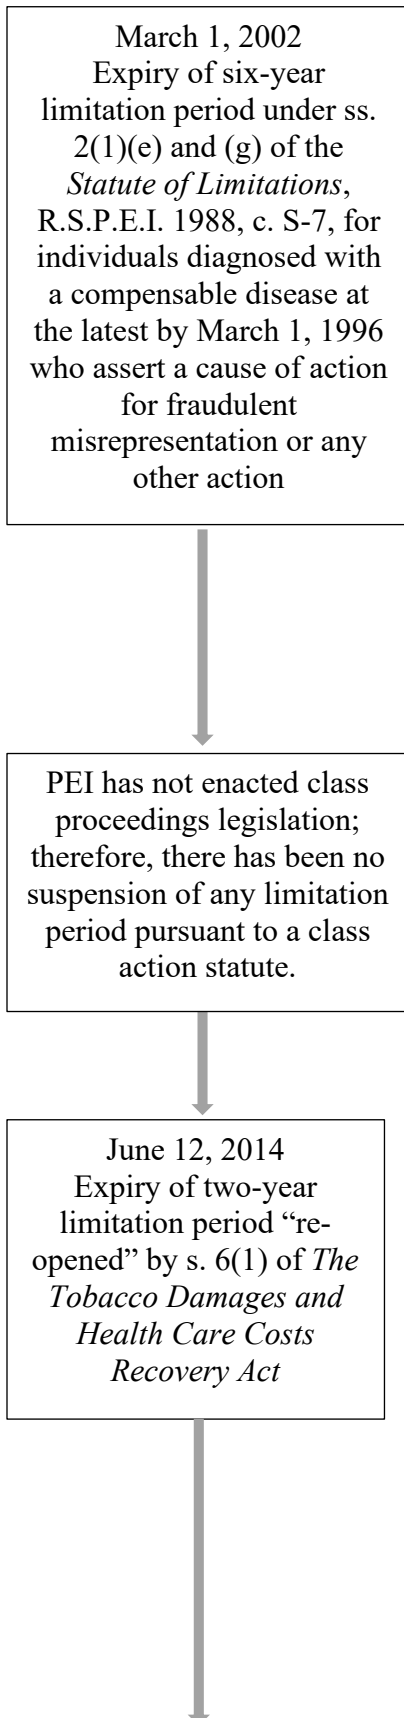 March 1, 2002
Expiry of six-year
limitation period under ss.
2(1)(e) and (g) of the
Statute of Limitations,
R.S.P.E.I. 1988, c. S-7, for
individuals diagnosed with
a compensable disease at
the latest by March 1, 1996
who assert a cause of action
for fraudulent
misrepresentation or any
other action
PEI has not enacted class
proceedings legislation;
therefore, there has been no
suspension of any limitation
period pursuant to a class
action statute.
June 12, 2014
Expiry of two-year
limitation period “re-
opened” by s. 6(1) of The
Tobacco Damages and
Health Care Costs
Recovery Act